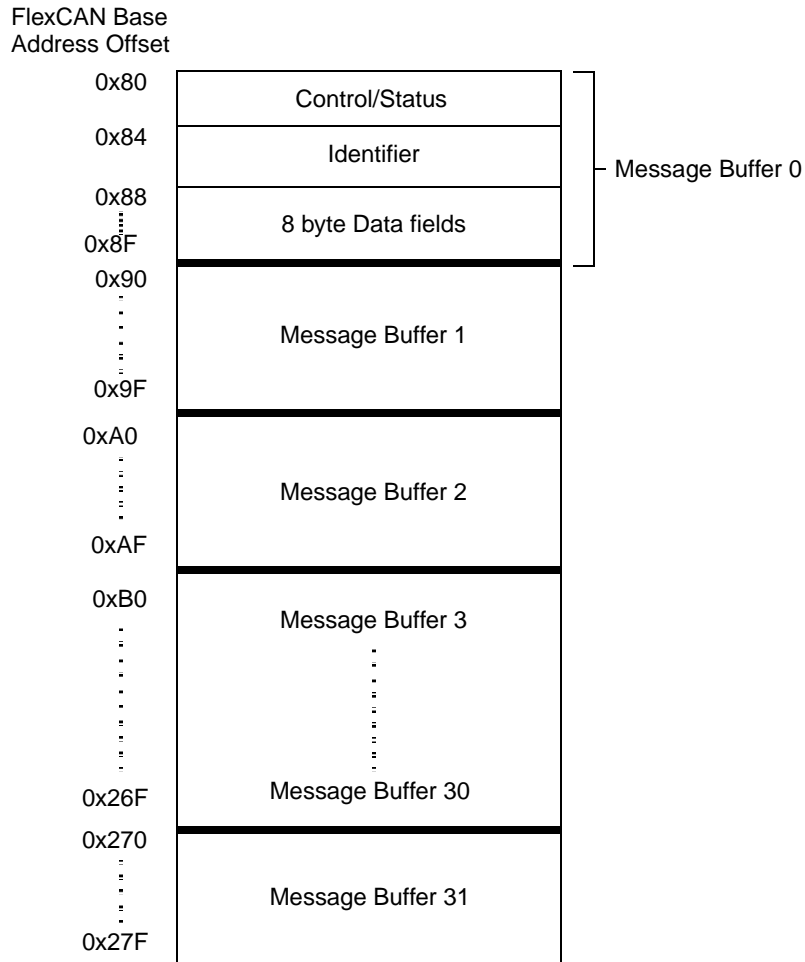 FlexCAN Base
Address Offset
0x80
Control/Status
0x84
Identifier
Message Buffer 0
0x88
8 byte Data fields
0x8F
0x90
Message Buffer 1
0x9F
0xA0
Message Buffer 2
0xAF
0xB0
Message Buffer 3
Message Buffer 30
0x26F
0x270
Message Buffer 31
0x27F